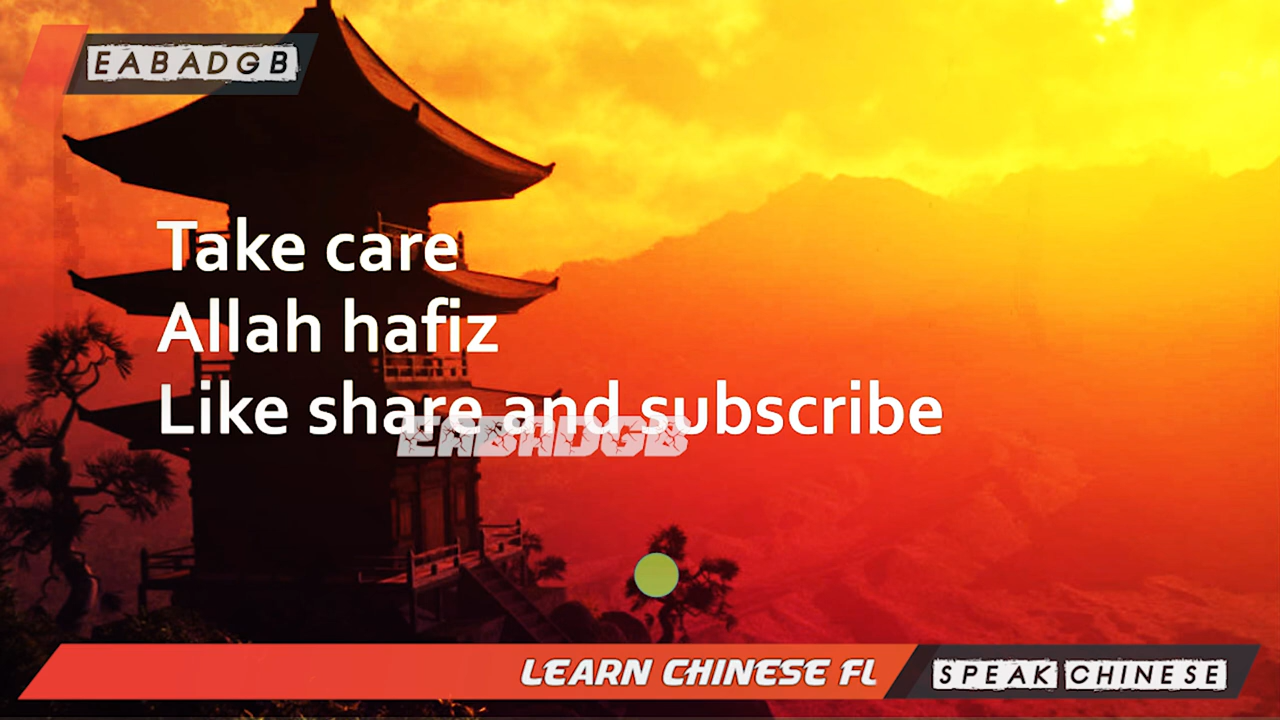 EABADGB
Take care
Allah hafiz
Like share and subscribe
EABADGB
LEARN CHINESE FL
SPEAK CHINESE